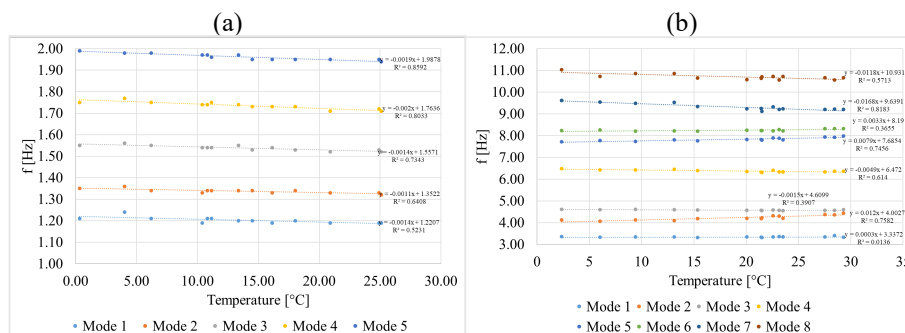 (a)
2.00
1.90
1.80
1.70
1.60
1.50
1.40
1.30
1.20
1.10
1.00
f [Hz]
y = -0.0019x + 1.9878
R² = 0.8592
y = -0.002x + 1.7636
R² = 0.8033
y = -0.0014x + 1.5571
R² = 0.7343
y = -0.0011x + 1.3522
R² = 0.6408
y = -0.0014x + 1.2207
R² = 0.5231
0.00 5.00 10.00 15.00 20.00 25.00 30.00
Temperature [°C]
Mode 1 Mode 2 Mode 3 Mode 4 Mode 5
(b)
12.00
11.00
10.00
9.00
8.00
7.00
6.00
5.00
4.00
3.00
f [Hz]
y = -0.0118x + 10.931
R² = 0.5713
y = -0.0168x + 9.6391
R² = 0.8183
y = 0.0033x + 8.19
R² = 0.3655
y = 0.0079x + 7.6854
R² = 0.7456
y = -0.0049x + 6.472
R² = 0.614
y = -0.0015x + 4.6099
R² = 0.3907
y = 0.012x + 4.0027
R² = 0.7582
y = 0.0003x + 3.3372
R² = 0.0136
0 5 10 15 20 25 30 35
Temperature [°C]
Mode 1 Mode 2 Mode 3 Mode 4
Mode 5 Mode 6 Mode 7 Mode 8